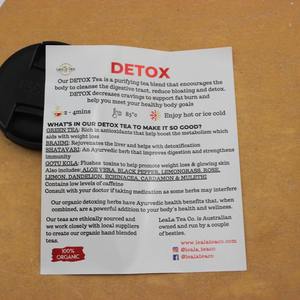 DETOX
Our DETOX Tea is a purifying tea blend that encourages the
body to cleanse the digestive tract, reduce bloating and detox.
DETOX decreases cravings to support fat burn and
help you meet your healthy body goals
2 - 4mins
85°c
Enjoy hot or ice cold
WHAT'S IN OUR DETOX TEA TO MAKE IT SO GOOD?
GREEN TEA: Rich in antioxidants that help boost the metabolism which
aids with weight loss
BRAHMI: Rejuvenates the liver and helps with detoxification
SHATAVARI: An Ayurvedic herb that improves digestion and strengthens
immunity
GOTU KOLA: Flushes toxins to help promote weight loss & glowing skin
Also includes: ALOE VERA, BLACK PEPPER, LEMONGRASS, ROSE,
LEMON, DANDELION, ECHINACEA, CARDAMON & MULETHI
Contains low levels of caffeine
Consult with your doctor if taking medication as some herbs may interfere
Our organic detoxing herbs have Ayurvedic health benefits that, when
combined, are a powerful addition to your body's health and wellness.
Our teas are ethically sourced and
we work closely with local suppliers
to create our organic hand blended
teas.
LeaLa Tea Co. is Australian
owned and run by a couple
of besties.
100%
ORGANIC
www.lealateaco.com
@leala_teaco
@lealateaco